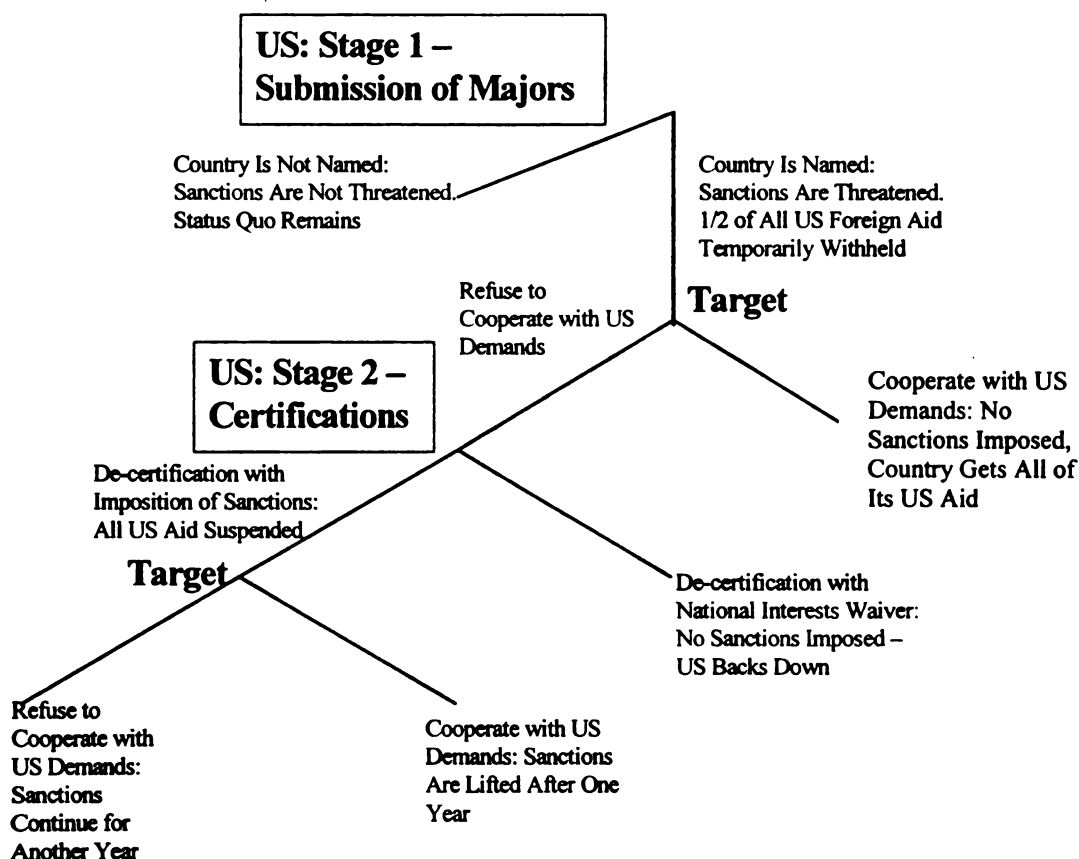 US: Stage 1 –
Submission of Majors
Country Is Not Named:
Sanctions Are Not Threatened.
Status Quo Remains
Country Is Named:
Sanctions Are Threatened.
1/2 of All US Foreign Aid
Temporarily Withheld
Refuse to
Cooperate with US
Demands
Target
US: Stage 2 –
Certifications
Cooperate with US
Demands: No
Sanctions Imposed,
Country Gets All of
Its US Aid
De-certification with
Imposition of Sanctions:
All US Aid Suspended
Target
De-certification with
National Interests Waiver:
No Sanctions Imposed –
US Backs Down
Refuse to
Cooperate with
US Demands:
Sanctions
Continue for
Another Year
Cooperate with US
Demands: Sanctions
Are Lifted After One
Year